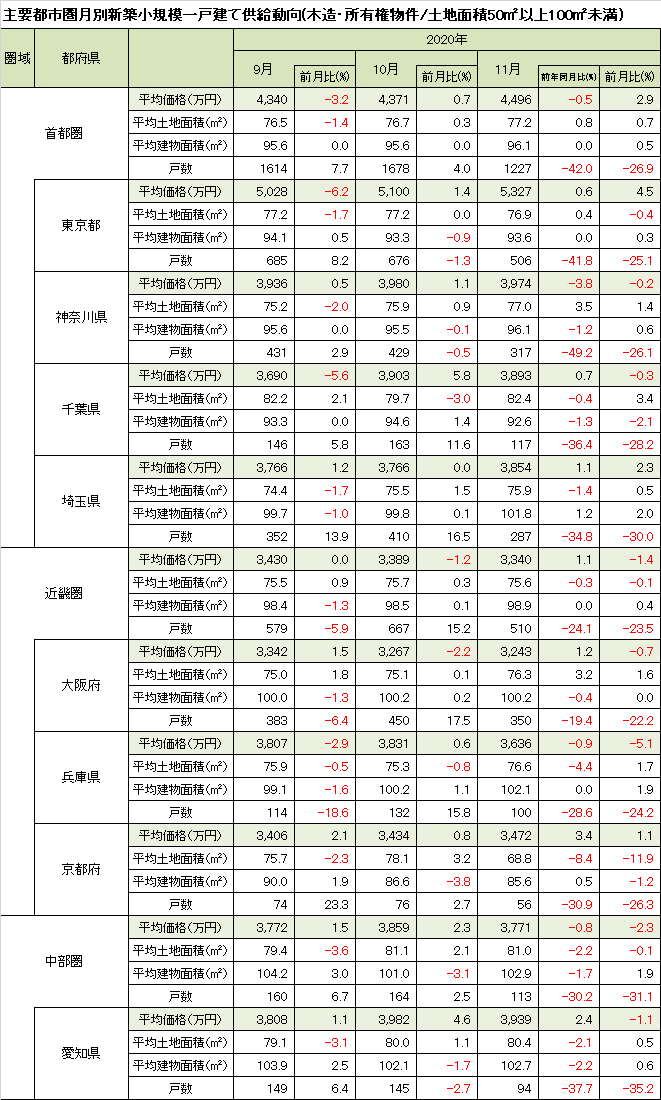 主要都市圏月別新築小規模一戸建て供給動向(木造・所有権物件/土地面積50㎡以上100㎡未満)
圏域 都府県 2020年
9月 前月比(%) 10月 前月比(%) 11月 前年同月比(%) 前月比(%)
首都圏 平均価格(万円) 4,340 -3.2 4,371 0.7 4,496 -0.5 2.9
平均土地面積(㎡) 76.5 -1.4 76.7 0.3 77.2 0.8 0.7
平均建物面積(㎡) 95.6 0.0 95.6 0.0 96.1 0.0 0.5
戸数 1614 7.7 1678 4.0 1227 -42.0 -26.9
東京都 平均価格(万円) 5,028 -6.2 5,100 1.4 5,327 0.6 4.5
平均土地面積(㎡) 77.2 -1.7 77.2 0.0 76.9 0.4 -0.4
平均建物面積(㎡) 94.1 0.5 93.3 -0.9 93.6 0.0 0.3
戸数 685 8.2 676 -1.3 506 -41.8 -25.1
神奈川県 平均価格(万円) 3,936 0.5 3,980 1.1 3,974 -3.8 -0.2
平均土地面積(㎡) 75.2 -2.0 75.9 0.9 77.0 3.5 1.4
平均建物面積(㎡) 95.6 0.0 95.5 -0.1 96.1 -1.2 0.6
戸数 431 2.9 429 -0.5 317 -49.2 -26.1
千葉県 平均価格(万円) 3,690 -5.6 3,903 5.8 3,893 0.7 -0.3
平均土地面積(㎡) 82.2 2.1 79.7 -3.0 82.4 -0.4 3.4
平均建物面積(㎡) 93.3 0.0 94.6 1.4 92.6 -1.3 -2.1
戸数 146 5.8 163 11.6 117 -36.4 -28.2
埼玉県 平均価格(万円) 3,766 1.2 3,766 0.0 3,854 1.1 2.3
平均土地面積(㎡) 74.4 -1.7 75.5 1.5 75.9 -1.4 0.5
平均建物面積(㎡) 99.7 -1.0 99.8 0.1 101.8 1.2 2.0
戸数 352 13.9 410 16.5 287 -34.8 -30.0
近畿圏 平均価格(万円) 3,430 0.0 3,389 -1.2 3,340 1.1 -1.4
平均土地面積(㎡) 75.5 0.9 75.7 0.3 75.6 -0.3 -0.1
平均建物面積(㎡) 98.4 -1.3 98.5 0.1 98.9 0.0 0.4
戸数 579 -5.9 667 15.2 510 -24.1 -23.5
大阪府 平均価格(万円) 3,342 1.5 3,267 -2.2 3,243 1.2 -0.7
平均土地面積(㎡) 75.0 1.8 75.1 0.1 76.3 3.2 1.6
平均建物面積(㎡) 100.0 -1.3 100.2 0.2 100.2 -0.4 0.0
戸数 383 -6.4 450 17.5 350 -19.4 -22.2
兵庫県 平均価格(万円) 3,807 -2.9 3,831 0.6 3,636 -0.9 -5.1
平均土地面積(㎡) 75.9 -0.5 75.3 -0.8 76.6 -4.4 1.7
平均建物面積(㎡) 99.1 -1.6 100.2 1.1 102.1 0.0 1.9
戸数 114 -18.6 132 15.8 100 -28.6 -24.2
京都府 平均価格(万円) 3,406 2.1 3,434 0.8 3,472 3.4 1.1
平均土地面積(㎡) 75.7 -2.3 78.1 3.2 68.8 -8.4 -11.9
平均建物面積(㎡) 90.0 1.9 86.6 -3.8 85.6 0.5 -1.2
戸数 74 23.3 76 2.7 56 -30.9 -26.3
中部圏 平均価格(万円) 3,772 1.5 3,859 2.3 3,771 -0.8 -2.3
平均土地面積(㎡) 79.4 -3.6 81.1 2.1 81.0 -2.2 -0.1
平均建物面積(㎡) 104.2 3.0 101.0 -3.1 102.9 -1.7 1.9
戸数 160 6.7 164 2.5 113 -30.2 -31.1
愛知県 平均価格(万円) 3,808 1.1 3,982 4.6 3,939 2.4 -1.1
平均土地面積(㎡) 79.1 -3.1 80.0 1.1 80.4 -2.1 0.5
平均建物面積(㎡) 103.9 2.5 102.1 -1.7 102.7 -2.2 0.6
戸数 149 6.4 145 -2.7 94 -37.7 -35.2